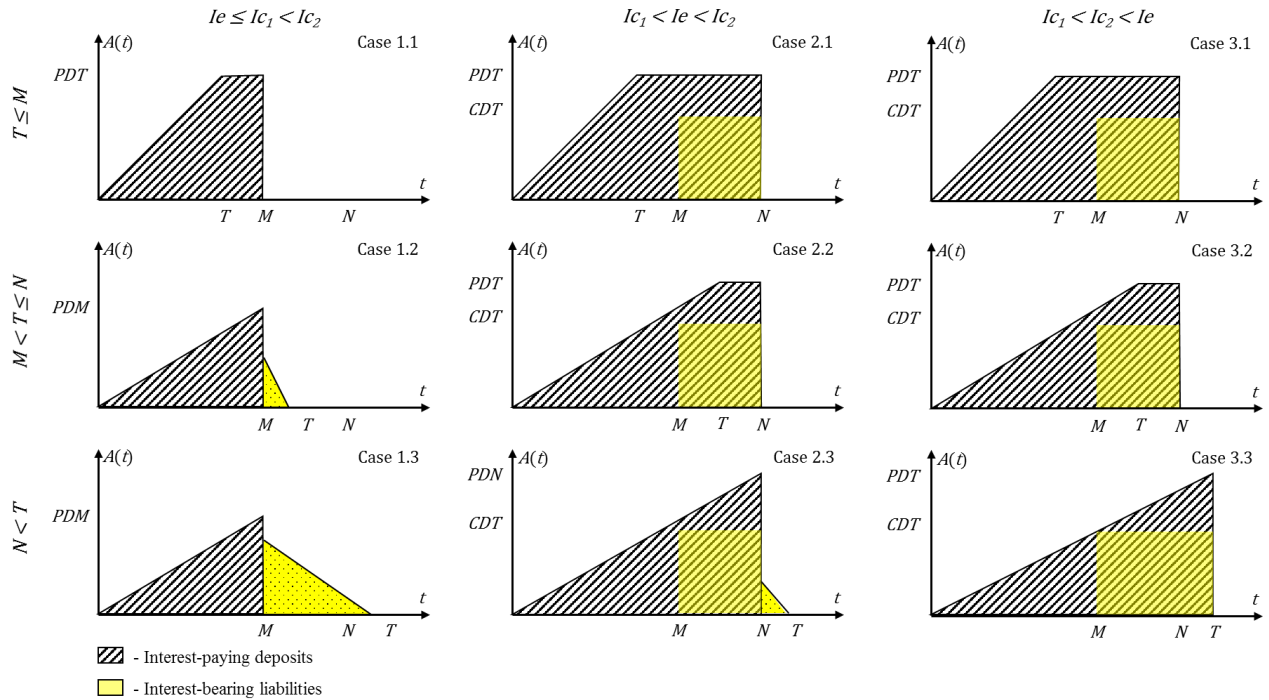 Ie ≤ Ic₁ < Ic₂
Ic₁ < Ie < Ic₂
Ic₁ < Ic₂ < Ie
T ≤ M
A(t)
Case 1.1
PDT
t
T M N
A(t)
Case 2.1
PDT
CDT
t
T M N
A(t)
Case 3.1
PDT
CDT
t
T M N
M < T ≤ N
A(t)
Case 1.2
PDM
t
M T N
A(t)
Case 2.2
PDT
CDT
t
M T N
A(t)
Case 3.2
PDT
CDT
t
M T N
N < T
A(t)
Case 1.3
PDM
t
M N T
A(t)
Case 2.3
PDN
CDT
t
M N T
A(t)
Case 3.3
PDT
CDT
t
M N T
- Interest-paying deposits
- Interest-bearing liabilities